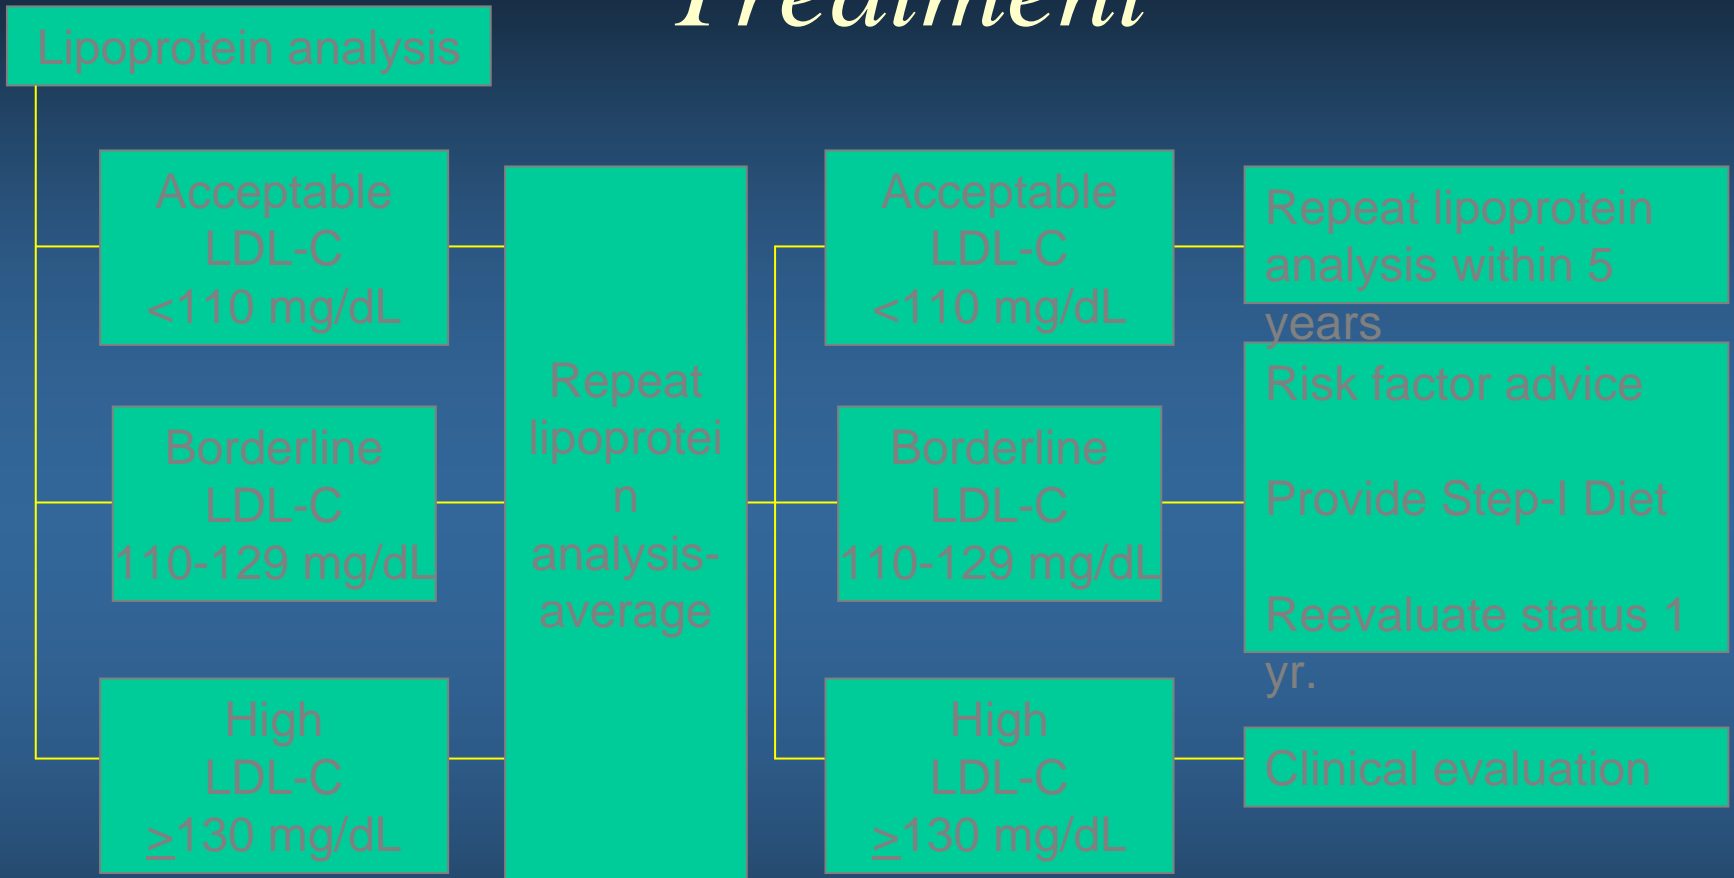 Treatment
Lipoprotein analysis
Acceptable
LDL-C
<110 mg/dL
Borderline
LDL-C
110-129 mg/dL
High
LDL-C
≥130 mg/dL
Repeat
lipoprotei
n
analysis-
average
Acceptable
LDL-C
<110 mg/dL
Borderline
LDL-C
110-129 mg/dL
High
LDL-C
≥130 mg/dL
Repeat lipoprotein
analysis within 5
years
Risk factor advice
Provide Step-I Diet
Reevaluate status 1
yr.
Clinical evaluation